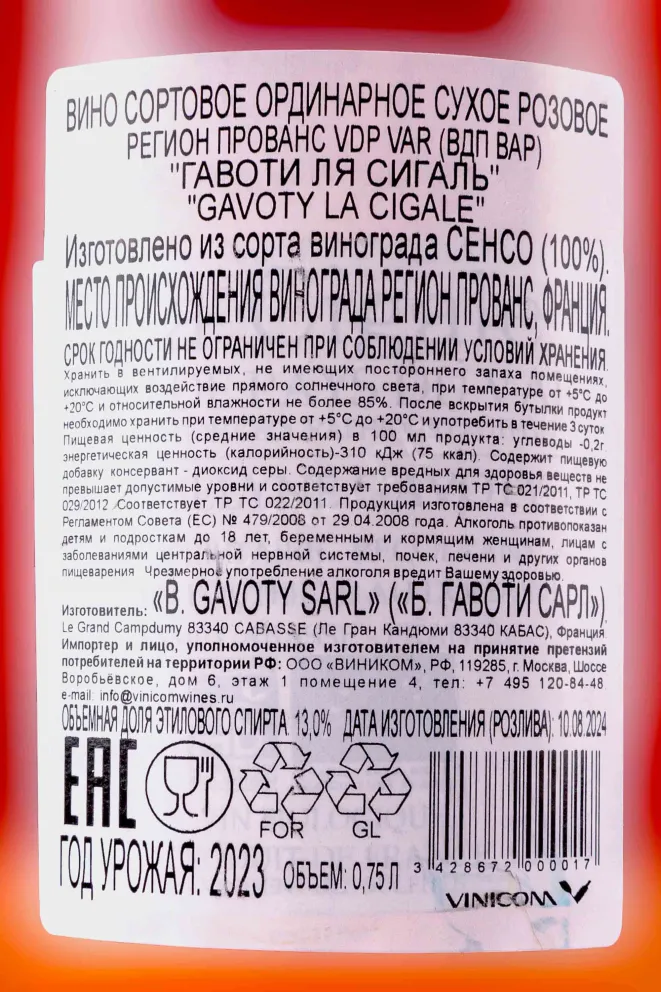 ВИНО СОРТОВОЕ ОРДИНАРНОЕ СУХОЕ РОЗОВОЕ
РЕГИОН ПРОВАНС VDP VAR (ВДП ВАР)
"ГАВОТИ ЛЯ СИГАЛЬ"
"GAVOTY LA CIGALE"
Изготовлено из сорта винограда СЕНСО (100%).
МЕСТО ПРОИСХОЖДЕНИЯ ВИНОГРАДА РЕГИОН ПРОВАНС, ФРАНЦИЯ.
СРОК ГОДНОСТИ НЕ ОГРАНИЧЕН ПРИ СОБЛЮДЕНИИ УСЛОВИЙ ХРАНЕНИЯ.
Хранить в вентилируемых, не имеющих постороннего запаха помещениях,
исключающих воздействие прямого солнечного света, при температуре от +5°С до
+20°С и относительной влажности не более 85%. После вскрытия бутылки продукт
необходимо хранить при температуре от +5°С до +20°С и употребить в течение 3 суток
Пищевая ценность (средние значения) в 100 мл продукта: углеводы -0,2г
энергетическая ценность (калорийность)-310 кДж (75 ккал). Содержит пищевую
добавку консервант - диоксид серы. Содержание вредных для здоровья веществ не
превышает допустимые уровни и соответствует требованиям ТР ТС 021/2011, ТР ТС
029/2012 Соответствует ТР ТС 022/2011. Продукция изготовлена в соответствии с
Регламентом Совета (ЕС) № 479/2008 от 29.04.2008 года. Алкоголь противопоказан
детям и подросткам до 18 лет, беременным и кормящим женщинам, лицам с
заболеваниями центральной нервной системы, почек, печени и других органов
пищеварения Чрезмерное употребление алкоголя вредит Вашему здоровью.
Изготовитель: «B. GAVOTY SARL» («Б. ГАВОТИ САРЛ»)
Le Grand Campdumy 83340 CABASSE (Ле Гран Кандюми 83340 КАБАС), Франция
Импортер и лицо, уполномоченное изготовителем на принятие претензий
потребителей на территории РФ: ООО «ВИНИКОМ», РФ, 119285, г. Москва, Шоссе
Воробьёвское, дом 6, этаж 1 помещение 4, тел: +7 495 120-84-48
e-mail: info@vinicomwines.ru
ОБЪЕМНАЯ ДОЛЯ ЭТИЛОВОГО СПИРТА 13,0% ДАТА ИЗГОТОВЛЕНИЯ (РОЗЛИВА): 10.08.2024
EAC
FOR GL
ГОД УРОЖАЯ: 2023 ОБЪЕМ: 0,75 Л
3 428672 000017
VINICOM